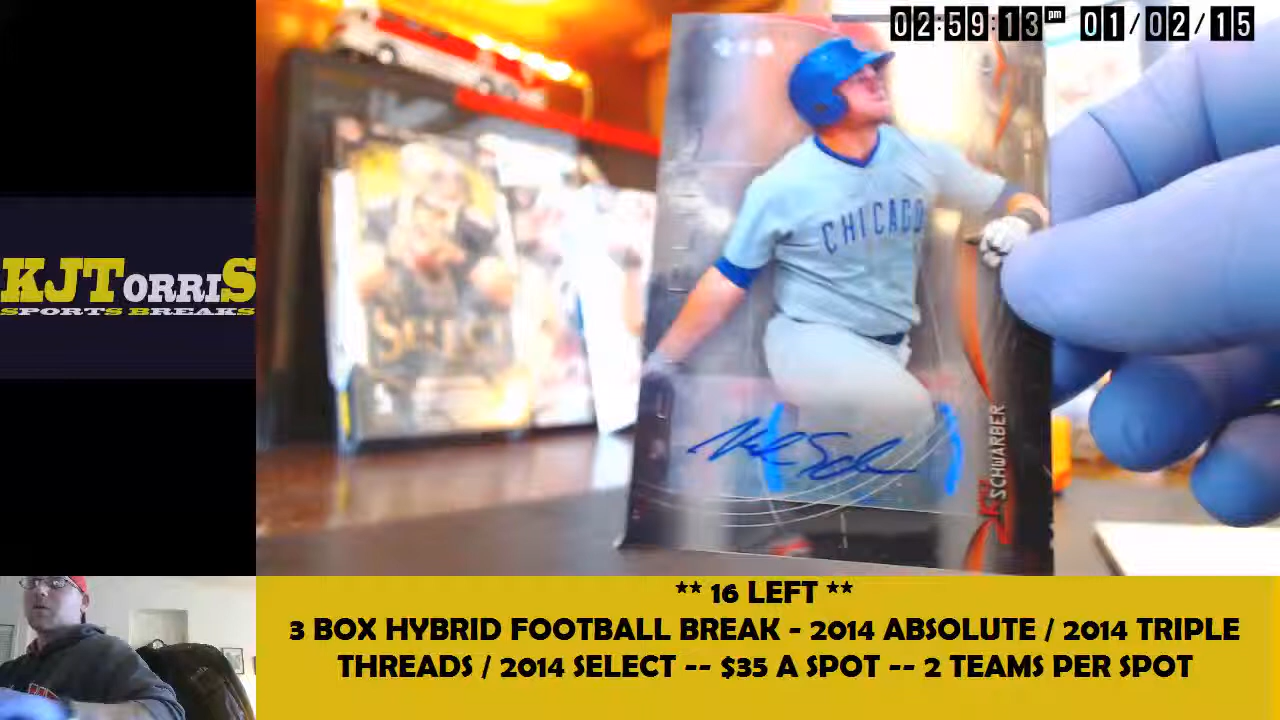 02:59:13 pm 01/02/15
CHICAGO
SELECT
SCHWARBER
KJTORRIS
SPORTS BREAKS
** 16 LEFT **
3 BOX HYBRID FOOTBALL BREAK - 2014 ABSOLUTE / 2014 TRIPLE
THREADS / 2014 SELECT -- $35 A SPOT -- 2 TEAMS PER SPOT